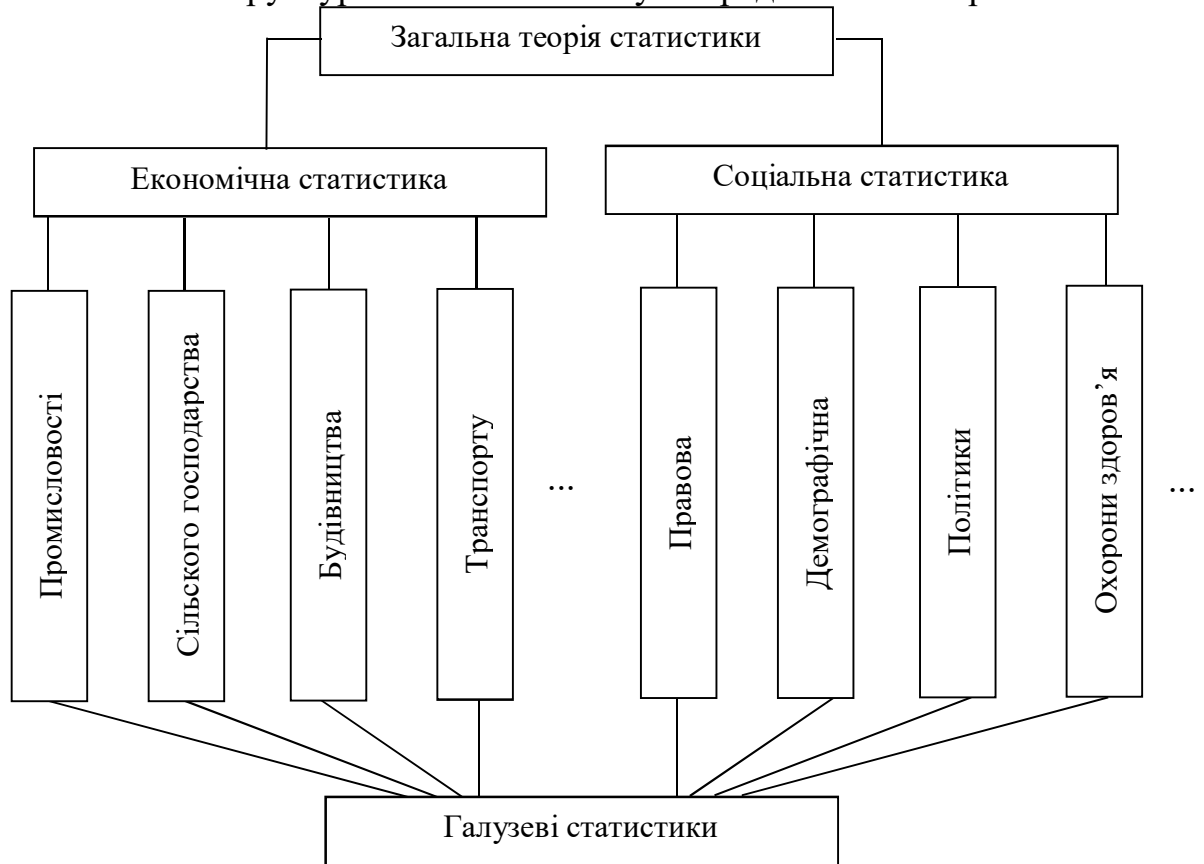 Загальна теорія статистики
Економічна статистика
Соціальна статистика
Промисловості
Сільского господарства
Будівництва
Транспорту
...
Правова
Демографічна
Політики
Охорони здоров’я
...
Галузеві статистики